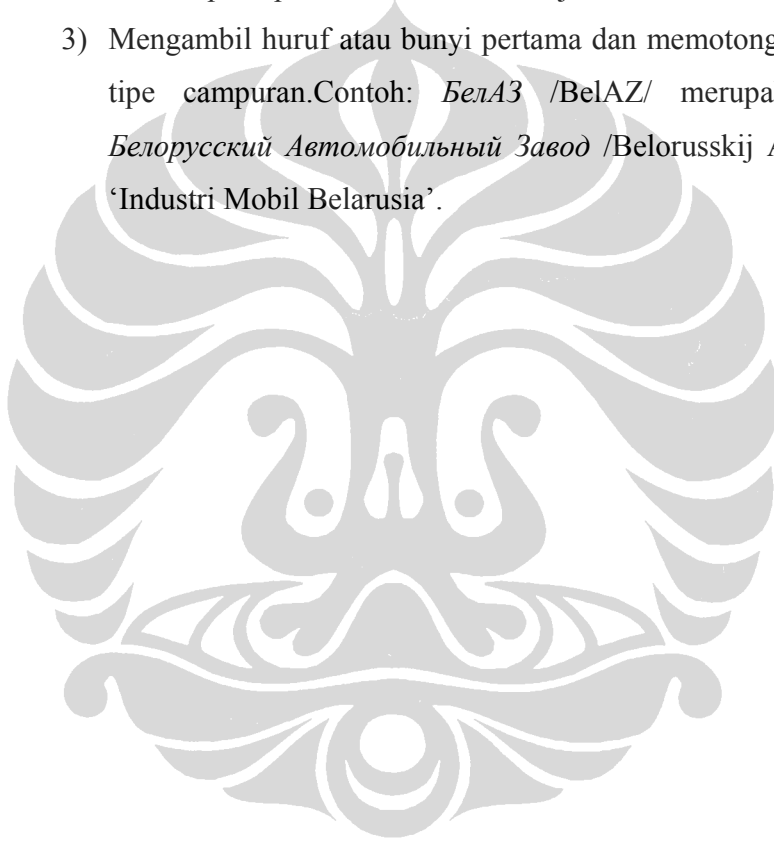 3) Mengambil huruf atau bunyi pertama dan memotong
tipe campuran.Contoh: БелАЗ /BelAZ/ merupa
Белорусский Автомобильный Завод /Belorusskij
‘Industri Mobil Belarusia’.